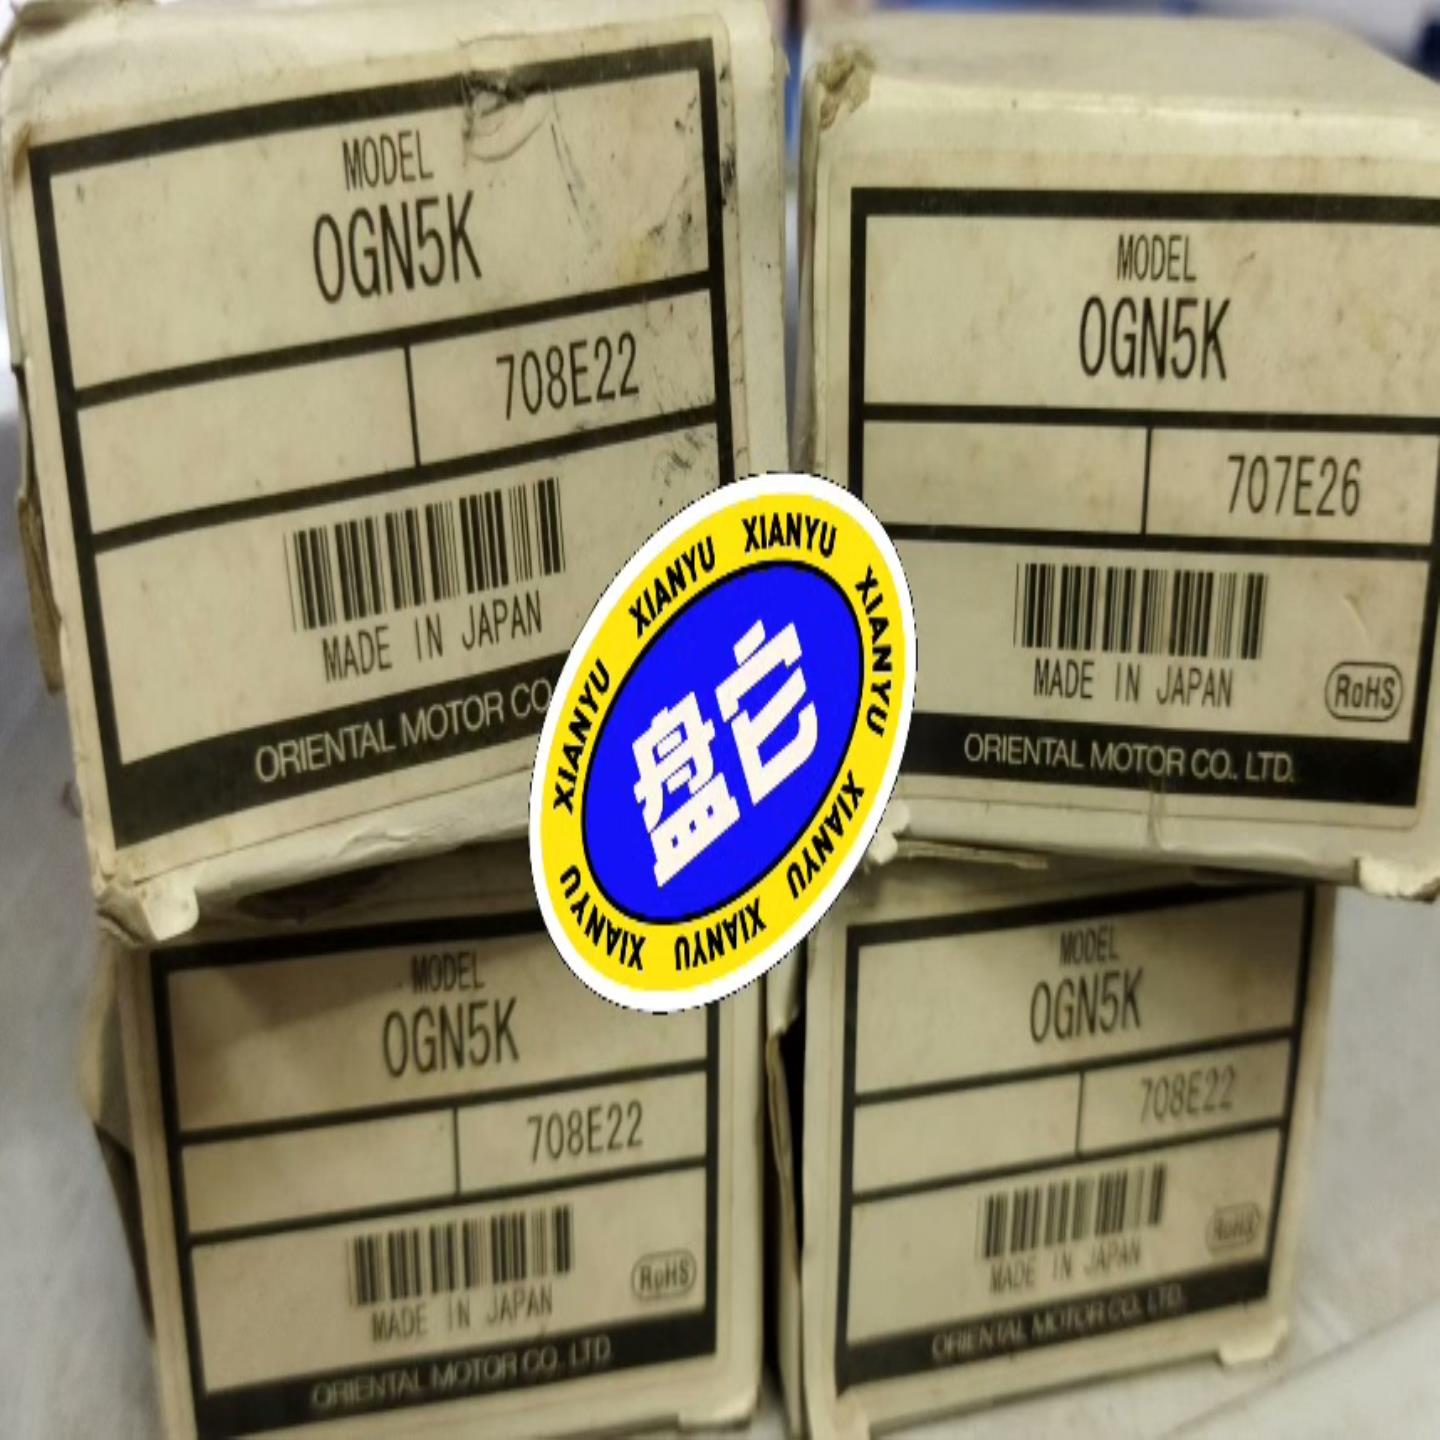 MODEL
0GN5K
708E22
MADE IN JAPAN
ORIENTAL MOTOR CO
MODEL
0GN5K
707E26
MADE IN JAPAN
RoHS
ORIENTAL MOTOR CO., LTD.
XIANYU XIANYU XIANYU XIANYU XIANYU XIANYU XIANYU XIANYU
盘它
MODEL
0GN5K
708E22
MADE IN JAPAN
RoHS
ORIENTAL MOTOR CO., LTD.
MODEL
0GN5K
708E22
MADE IN JAPAN
RoHS
ORIENTAL MOTOR CO., LTD.